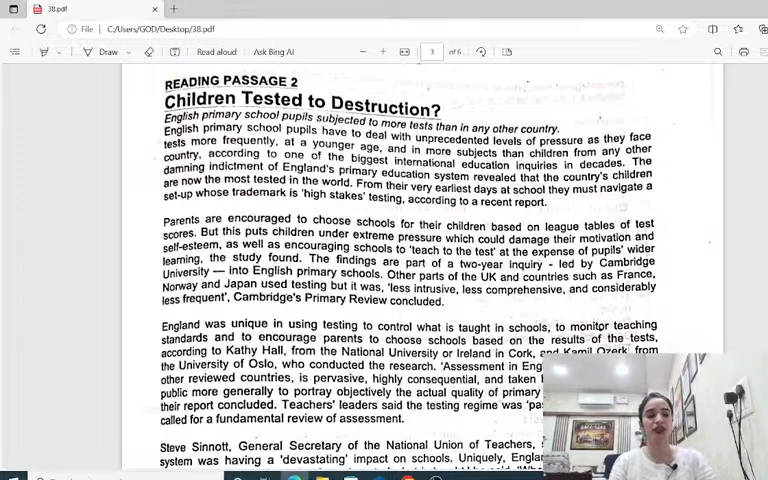 38.pdf
File
C:/Users/GOD/Desktop/38.pdf
Draw
Read aloud
Ask Bing AI
3
of 6
READING PASSAGE 2
Children Tested to Destruction?
English primary school pupils subjected to more tests than in any other country.
English primary school pupils have to deal with unprecedented levels of pressure as they face
tests more frequently, at a younger age, and in more subjects than children from any other
country, according to one of the biggest international education inquiries in decades. The
damning indictment of England's primary education system revealed that the country's children
are now the most tested in the world. From their very earliest days at school they must navigate a
set-up whose trademark is 'high stakes' testing, according to a recent report.
Parents are encouraged to choose schools for their children based on league tables of test
scores. But this puts children under extreme pressure which could damage their motivation and
self-esteem, as well as encouraging schools to 'teach to the test' at the expense of pupils' wider
learning, the study found. The findings are part of a two-year inquiry - led by Cambridge
University — into English primary schools. Other parts of the UK and countries such as France,
Norway and Japan used testing but it was, 'less intrusive, less comprehensive, and considerably
less frequent', Cambridge's Primary Review concluded.
England was unique in using testing to control what is taught in schools, to monitor teaching
standards and to encourage parents to choose schools based on the results of the tests,
according to Kathy Hall, from the National University or Ireland in Cork, and Kamil Ozerk, from
the University of Oslo, who conducted the research. 'Assessment in Eng
other reviewed countries, is pervasive, highly consequential, and taken
public more generally to portray objectively the actual quality of primary
their report concluded. Teachers' leaders said the testing regime was 'pa
called for a fundamental review of assessment.
Steve Sinnott, General Secretary of the National Union of Teachers,
system was having a 'devastating' impact on schools. Uniquely, Engla